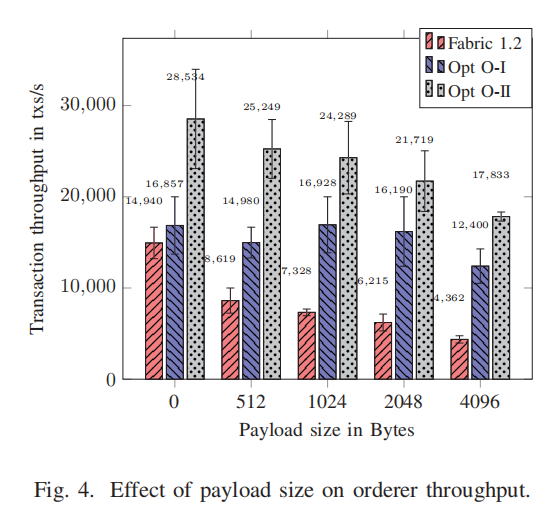 Fabric 1.2
Opt O-I
Opt O-II
Transaction throughput in txs/s
30,000
20,000
10,000
0
28,534
25,249
24,289
21,719
17,833
16,857
14,940
14,980
16,928
16,190
12,400
8,619
7,328
6,215
4,362
0 512 1024 2048 4096
Payload size in Bytes
Fig. 4. Effect of payload size on orderer throughput.